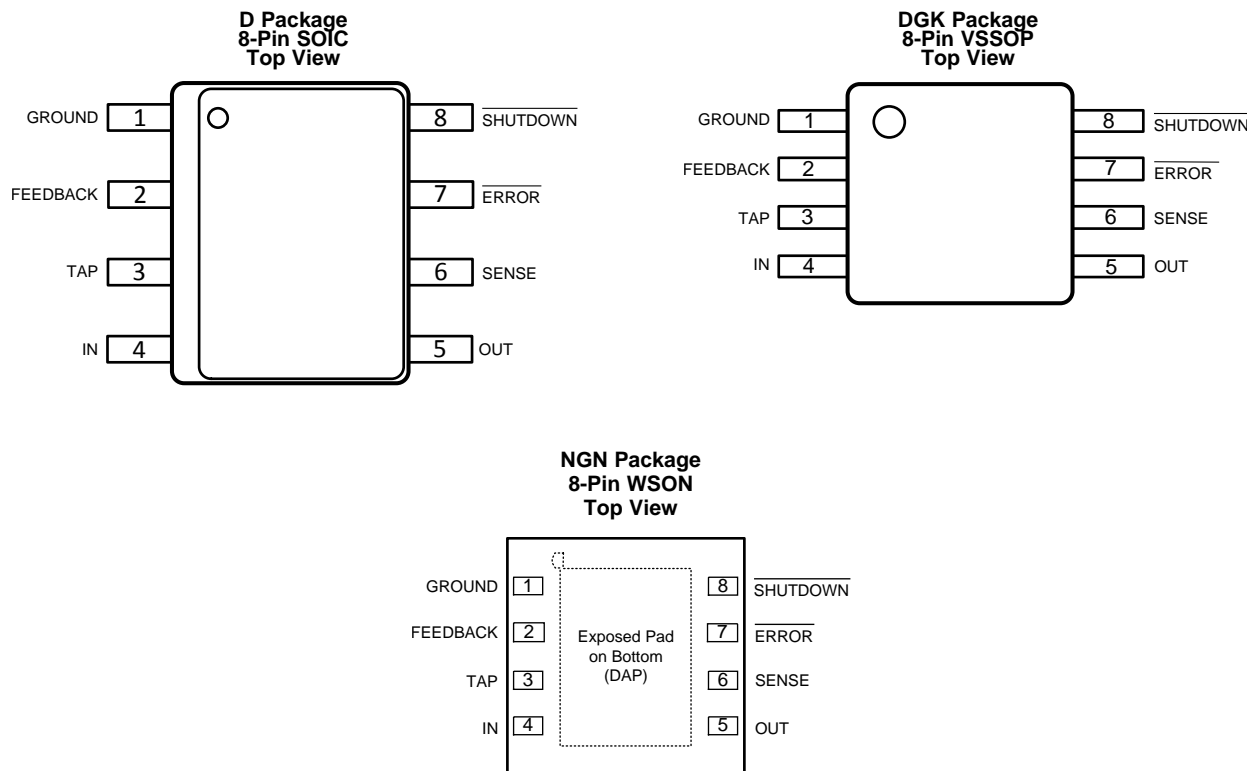 D Package
8-Pin SOIC
Top View
GROUND 1
8 SHUTDOWN
FEEDBACK 2
7 ERROR
TAP 3
6 SENSE
IN 4
5 OUT
DGK Package
8-Pin VSSOP
Top View
GROUND 1
8 SHUTDOWN
FEEDBACK 2
7 ERROR
TAP 3
6 SENSE
IN 4
5 OUT
NGN Package
8-Pin WSON
Top View
GROUND 1
8 SHUTDOWN
FEEDBACK 2
7 ERROR
TAP 3
6 SENSE
IN 4
5 OUT
Exposed Pad
on Bottom
(DAP)